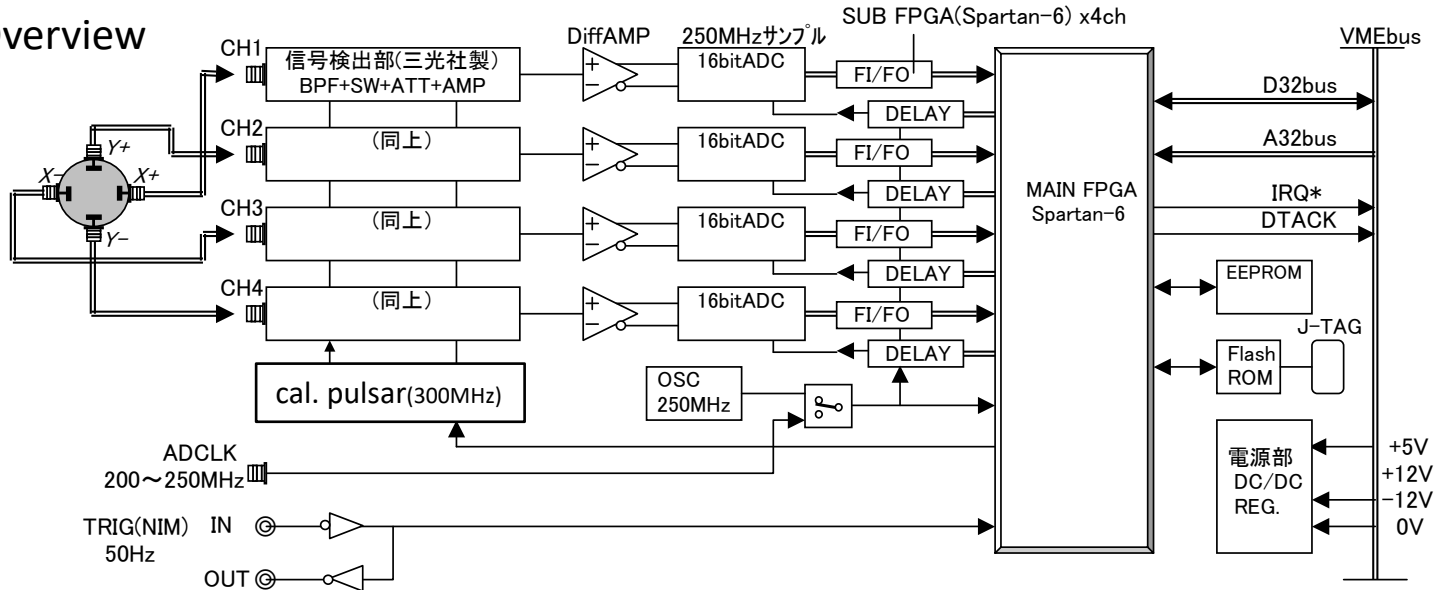 Overview
SUB FPGA(Spartan-6) x4ch
CH1
信号検出部(三光社製)
BPF+SW+ATT+AMP
DiffAMP
250MHzサンプル
16bitADC
FI/FO
DELAY
VMEbus
D32bus
CH2
(同上)
16bitADC
FI/FO
DELAY
A32bus
Y+
X-
X+
Y-
MAIN FPGA
Spartan-6
IRQ*
DTACK
CH3
(同上)
16bitADC
FI/FO
DELAY
EEPROM
CH4
(同上)
16bitADC
FI/FO
DELAY
J-TAG
Flash
ROM
cal. pulsar(300MHz)
OSC
250MHz
ADCLK
200～250MHz
電源部
DC/DC
REG.
+5V
+12V
-12V
0V
TRIG(NIM)
50Hz
IN
OUT